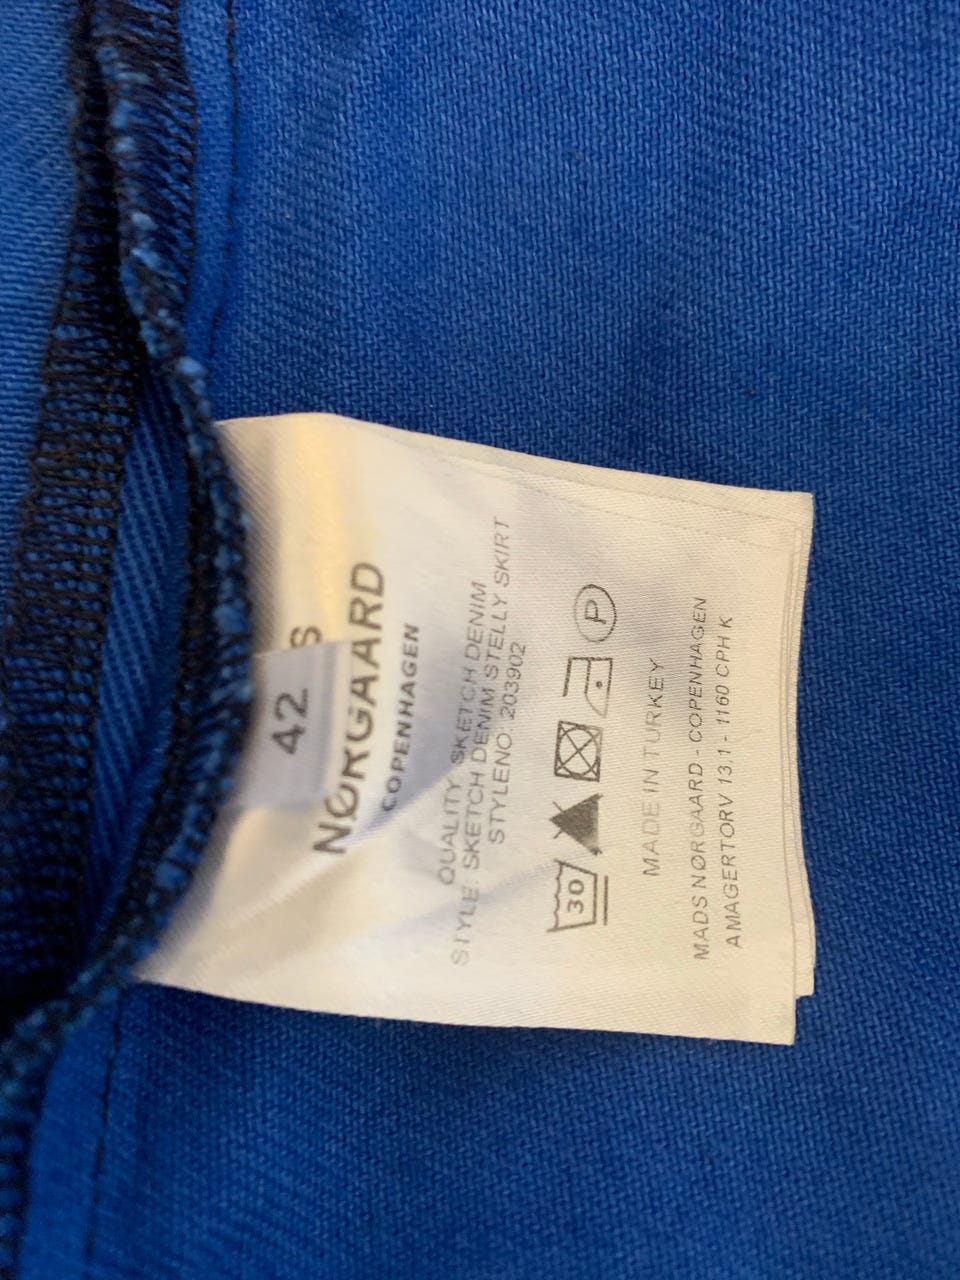 42
S
NØRGAARD
COPENHAGEN
QUALITY. SKETCH DENIM
STYLE. SKETCH DENIM STELLY SKIRT
STYLENO. 203902
30
P
MADE IN TURKEY
MADS NØRGAARD - COPENHAGEN
AMAGERTORV 13,1 - 1160 CPH K